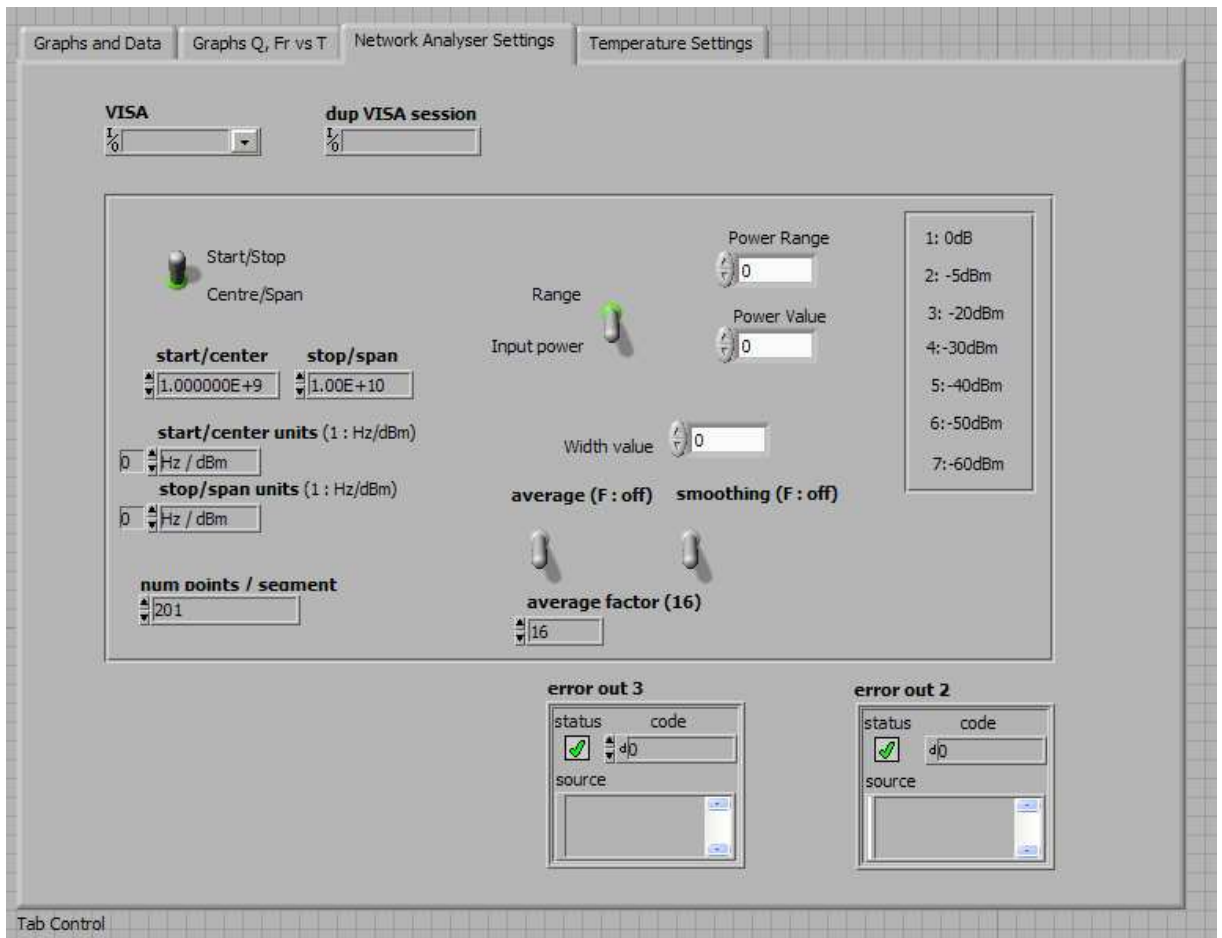 Graphs and Data
Graphs Q, Fr vs T
Network Analyser Settings
Temperature Settings
VISA
dup VISA session
I/O
I/O
Start/Stop
Centre/Span
Range
Input power
Power Range
0
Power Value
0
1: 0dB
2: -5dBm
3: -20dBm
4:-30dBm
5:-40dBm
6:-50dBm
7:-60dBm
start/center
stop/span
1.000000E+9
1.00E+10
start/center units (1 : Hz/dBm)
0 Hz / dBm
stop/span units (1 : Hz/dBm)
0 Hz / dBm
Width value
0
average (F : off)
smoothing (F : off)
num points / segment
201
average factor (16)
16
error out 3
status
code
d0
source
error out 2
status
code
d0
source
Tab Control